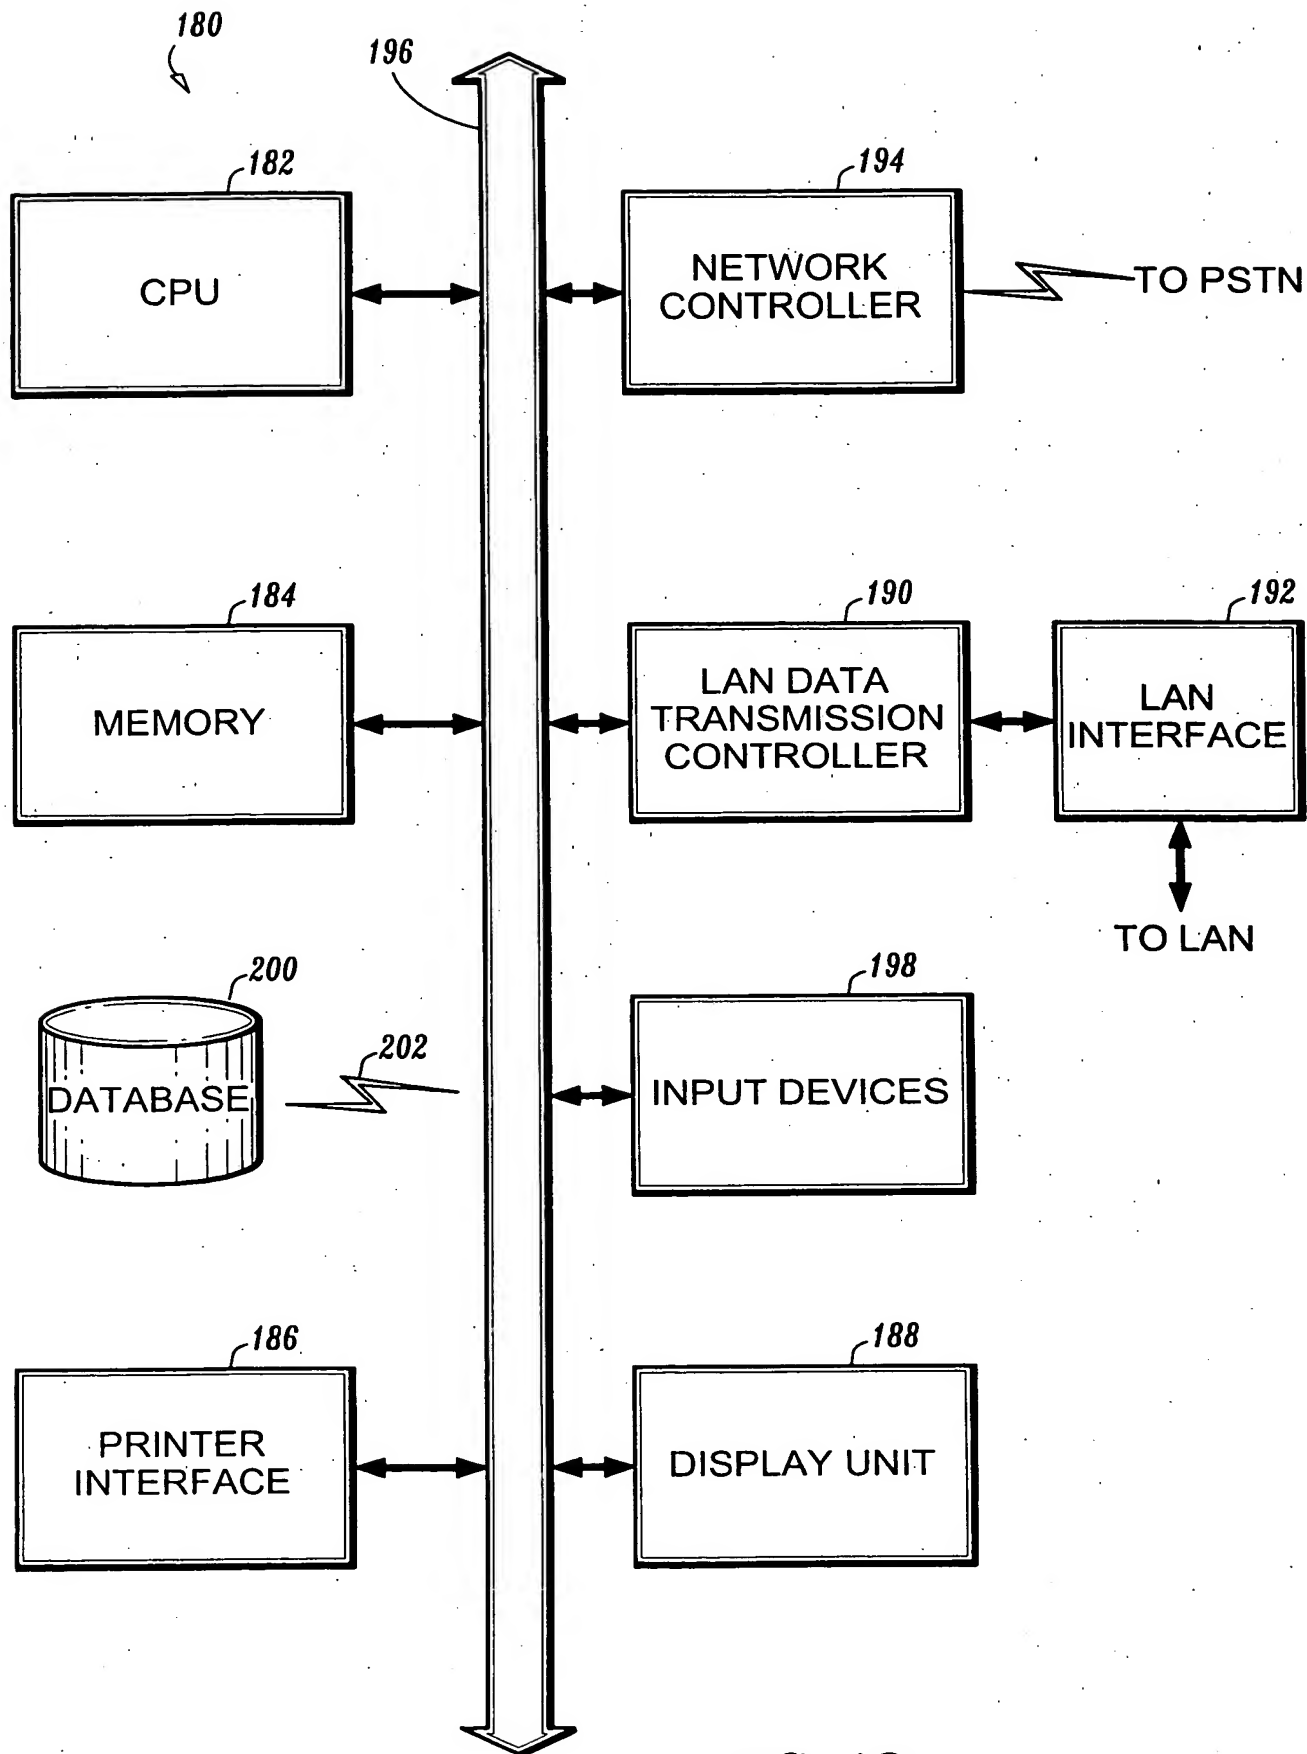 180
196
182
CPU
194
NETWORK
CONTROLLER
TO PSTN
184
MEMORY
190
LAN DATA
TRANSMISSION
CONTROLLER
192
LAN
INTERFACE
TO LAN
200
DATABASE
202
198
INPUT DEVICES
186
PRINTER
INTERFACE
188
DISPLAY UNIT